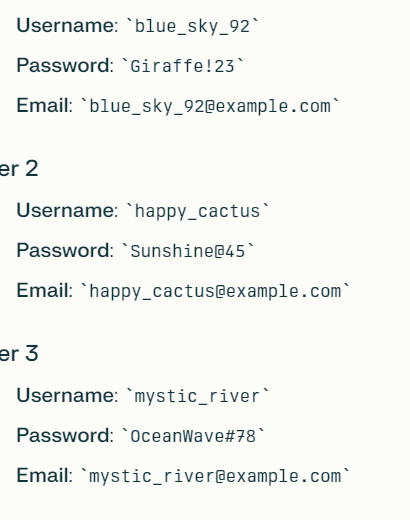 Username: `blue_sky_92`
Password: `Giraffe!23`
Email: `blue_sky_92@example.com`
er 2
Username: `happy_cactus`
Password: `Sunshine@45`
Email: `happy_cactus@example.com`
er 3
Username: `mystic_river`
Password: `OceanWave#78`
Email: `mystic_river@example.com`